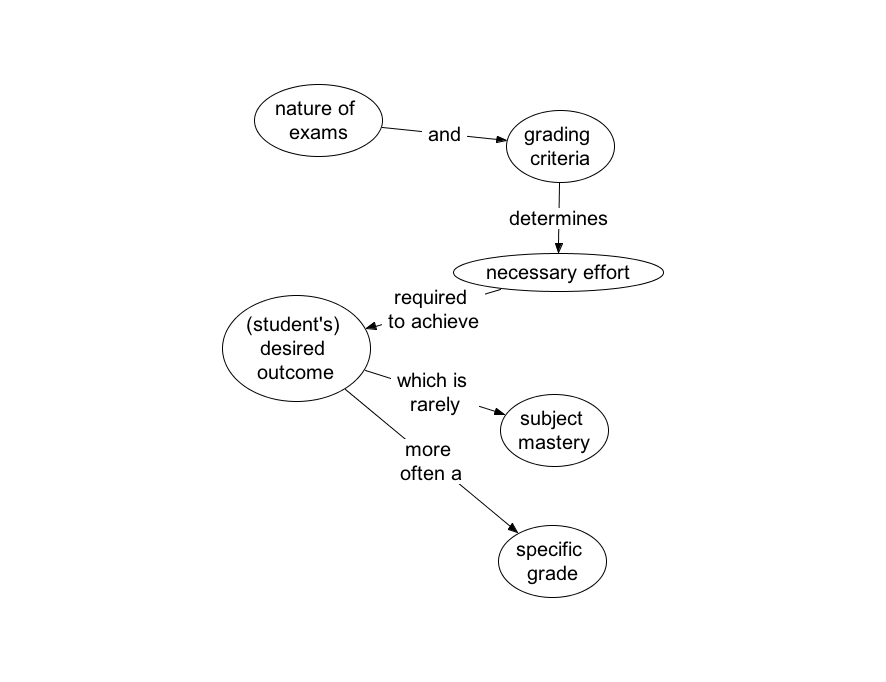 nature of
exams
and
grading
criteria
determines
necessary effort
required
to achieve
(student's)
desired
outcome
which is
rarely
subject
mastery
more
often a
specific
grade